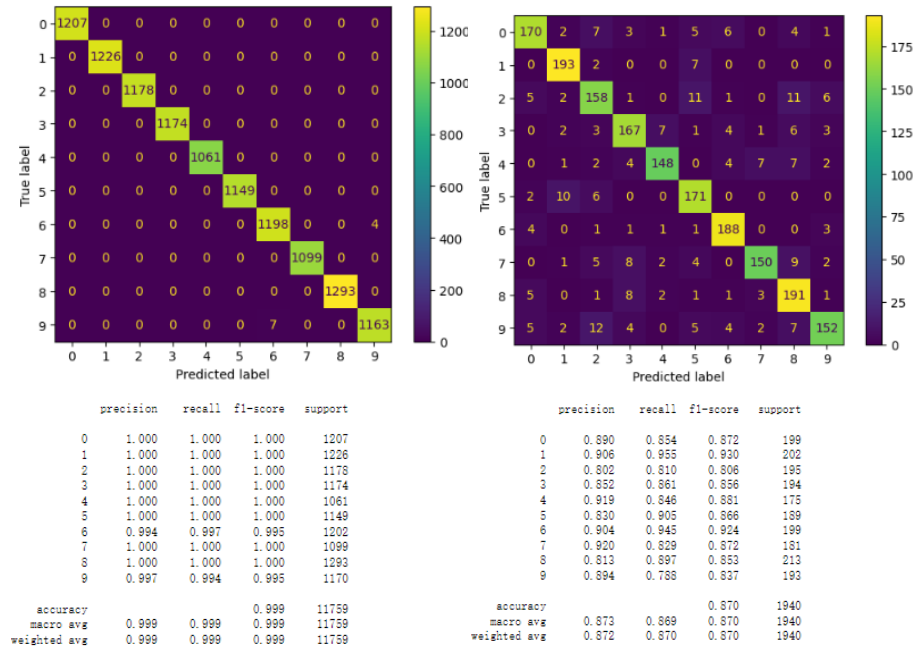 0 1207 0 0 0 0 0 0 0 0 0
1 0 1226 0 0 0 0 0 0 0 0
2 0 0 1178 0 0 0 0 0 0 0
3 0 0 0 1174 0 0 0 0 0 0
4 0 0 0 0 1061 0 0 0 0 0
5 0 0 0 0 0 1149 0 0 0 0
6 0 0 0 0 0 0 1198 0 0 4
7 0 0 0 0 0 0 0 1099 0 0
8 0 0 0 0 0 0 0 0 1293 0
9 0 0 0 0 0 0 7 0 0 1163
0 1 2 3 4 5 6 7 8 9
True label
Predicted label
1200
1000
800
600
400
200
0
0 170 2 7 3 1 5 6 0 4 1
1 0 193 2 0 0 7 0 0 0 0
2 5 2 158 1 0 11 1 0 11 6
3 0 2 3 167 7 1 4 1 6 3
4 0 1 2 4 148 0 4 7 7 2
5 2 10 6 0 0 171 0 0 0 0
6 4 0 1 1 1 1 188 0 0 3
7 0 1 5 8 2 4 0 150 9 2
8 5 0 1 8 2 1 1 3 191 1
9 5 2 12 4 0 5 4 2 7 152
0 1 2 3 4 5 6 7 8 9
True label
Predicted label
175
150
125
100
75
50
25
0
precision recall f1-score support
0 1.000 1.000 1.000 1207
1 1.000 1.000 1.000 1226
2 1.000 1.000 1.000 1178
3 1.000 1.000 1.000 1174
4 1.000 1.000 1.000 1061
5 1.000 1.000 1.000 1149
6 0.994 0.997 0.995 1202
7 1.000 1.000 1.000 1099
8 1.000 1.000 1.000 1293
9 0.997 0.994 0.995 1170
accuracy 0.999 11759
macro avg 0.999 0.999 0.999 11759
weighted avg 0.999 0.999 0.999 11759
precision recall f1-score support
0 0.890 0.854 0.872 199
1 0.906 0.955 0.930 202
2 0.802 0.810 0.806 195
3 0.852 0.861 0.856 194
4 0.919 0.846 0.881 175
5 0.830 0.905 0.866 189
6 0.904 0.945 0.924 199
7 0.920 0.829 0.872 181
8 0.813 0.897 0.853 213
9 0.894 0.788 0.837 193
accuracy 0.870 1940
macro avg 0.873 0.869 0.870 1940
weighted avg 0.872 0.870 0.870 1940